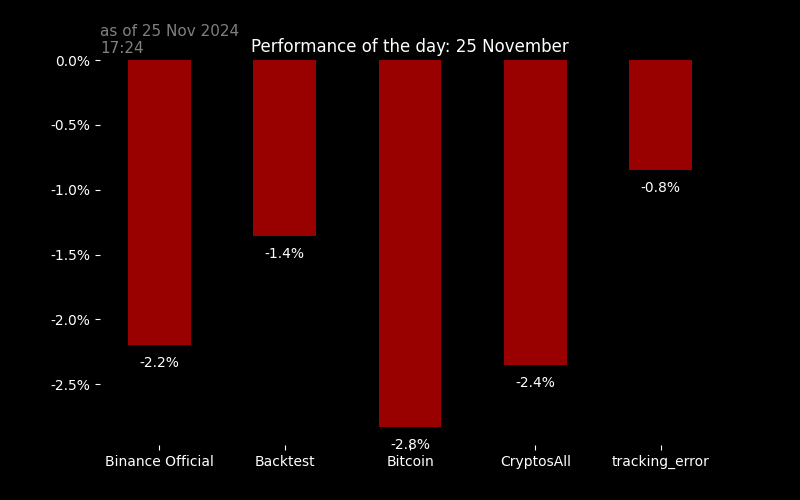 as of 25 Nov 2024
17:24
Performance of the day: 25 November
0.0%
-0.5%
-1.0%
-1.5%
-2.0%
-2.5%
-2.2%
-1.4%
-2.8%
-2.4%
-0.8%
Binance Official
Backtest
Bitcoin
CryptosAll
tracking_error